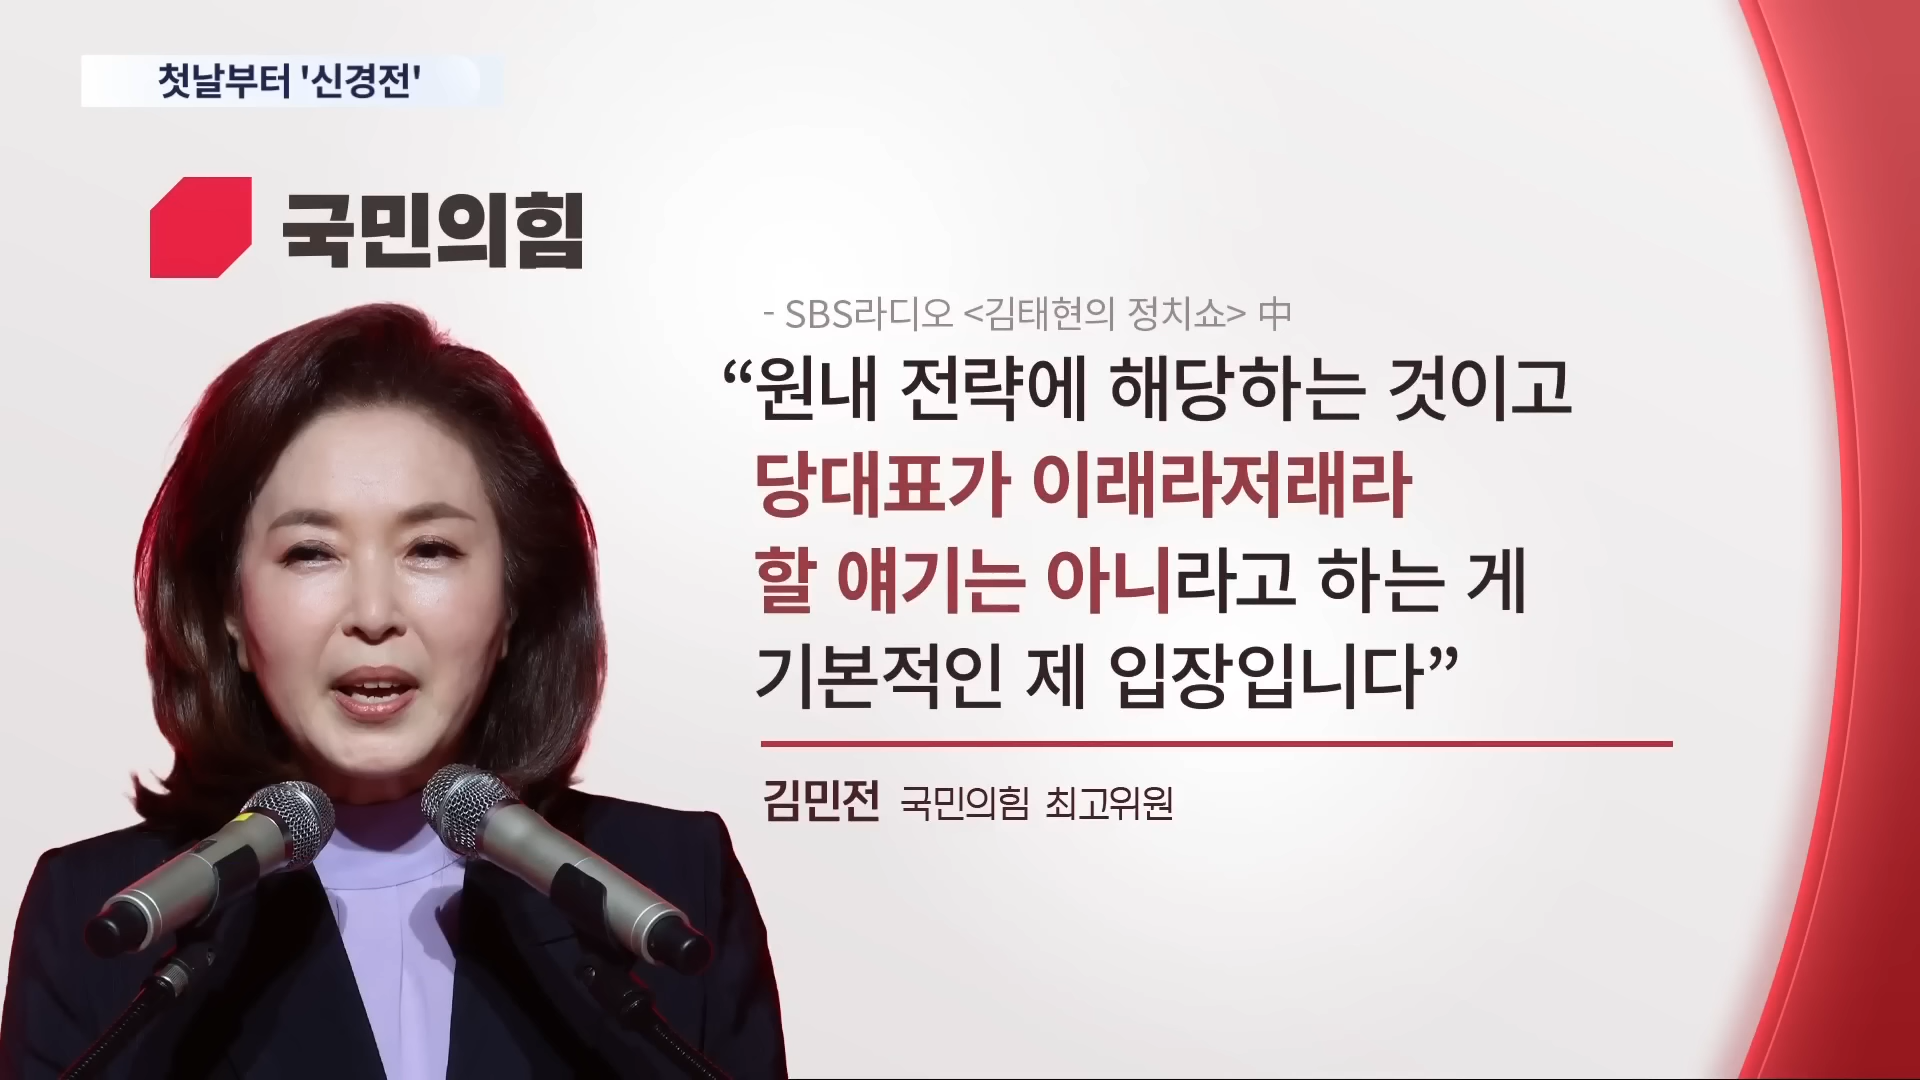 첫날부터 '신경전'
국민의힘
- SBS라디오 <김태현의 정치쇼> 中
“원내 전략에 해당하는 것이고
당대표가 이래라저래라
할 얘기는 아니라고 하는 게
기본적인 제 입장입니다”
김민전 국민의힘 최고위원